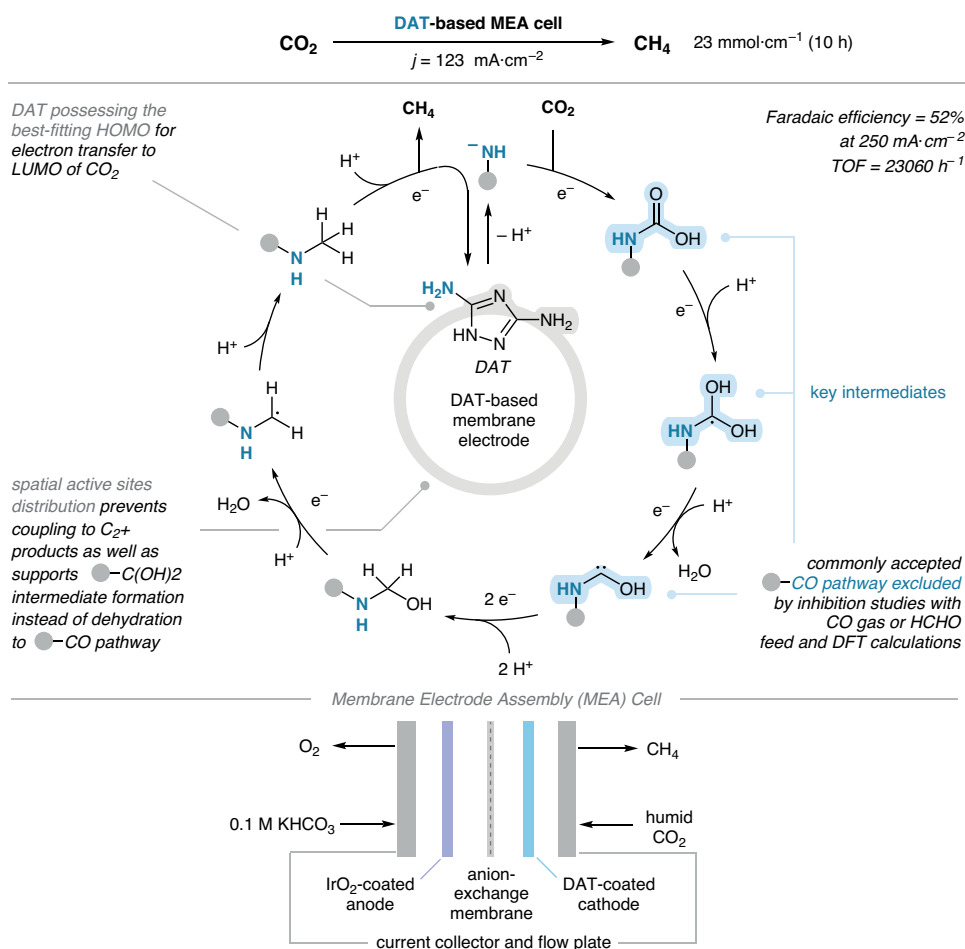 DAT-based MEA cell
CO₂
CH₄
23 mmol·cm⁻¹ (10 h)
j = 123 mA·cm⁻²
DAT possessing the
best-fitting HOMO for
electron transfer to
LUMO of CO₂
CH₄
CO₂
Faradaic efficiency = 52%
at 250 mA·cm⁻²
TOF = 23060 h⁻¹
H⁺
e⁻
⁻NH
e⁻
O
HN
OH
– H⁺
H
H
H
N
H
H₂N
N
NH₂
HN
N
DAT
DAT-based
membrane
electrode
e⁻
H⁺
H⁺
OH
HN
OH
key intermediates
H
H
N
H
spatial active sites
distribution prevents
coupling to C₂+
products as well as
supports –C(OH)2
intermediate formation
instead of dehydration
to –CO pathway
H₂O
e⁻
H⁺
e⁻
H⁺
H₂O
H
H
N
H
OH
2 e⁻
2 H⁺
HN
OH
commonly accepted
–CO pathway excluded
by inhibition studies with
CO gas or HCHO
feed and DFT calculations
Membrane Electrode Assembly (MEA) Cell
O₂
CH₄
0.1 M KHCO₃
humid
CO₂
IrO₂-coated
anode
anion-
exchange
membrane
DAT-coated
cathode
current collector and flow plate